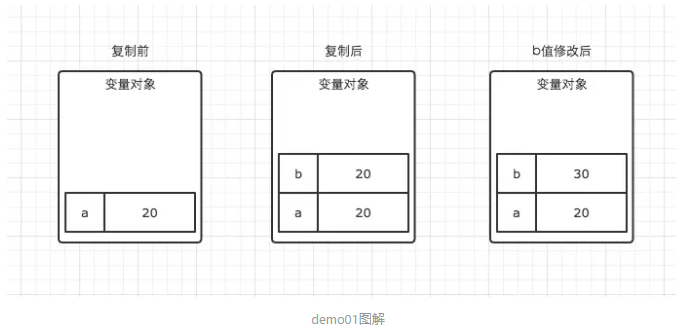 复制前
复制后
b值修改后
变量对象
变量对象
变量对象
b 20
b 30
a 20
a 20
a 20
demo01图解